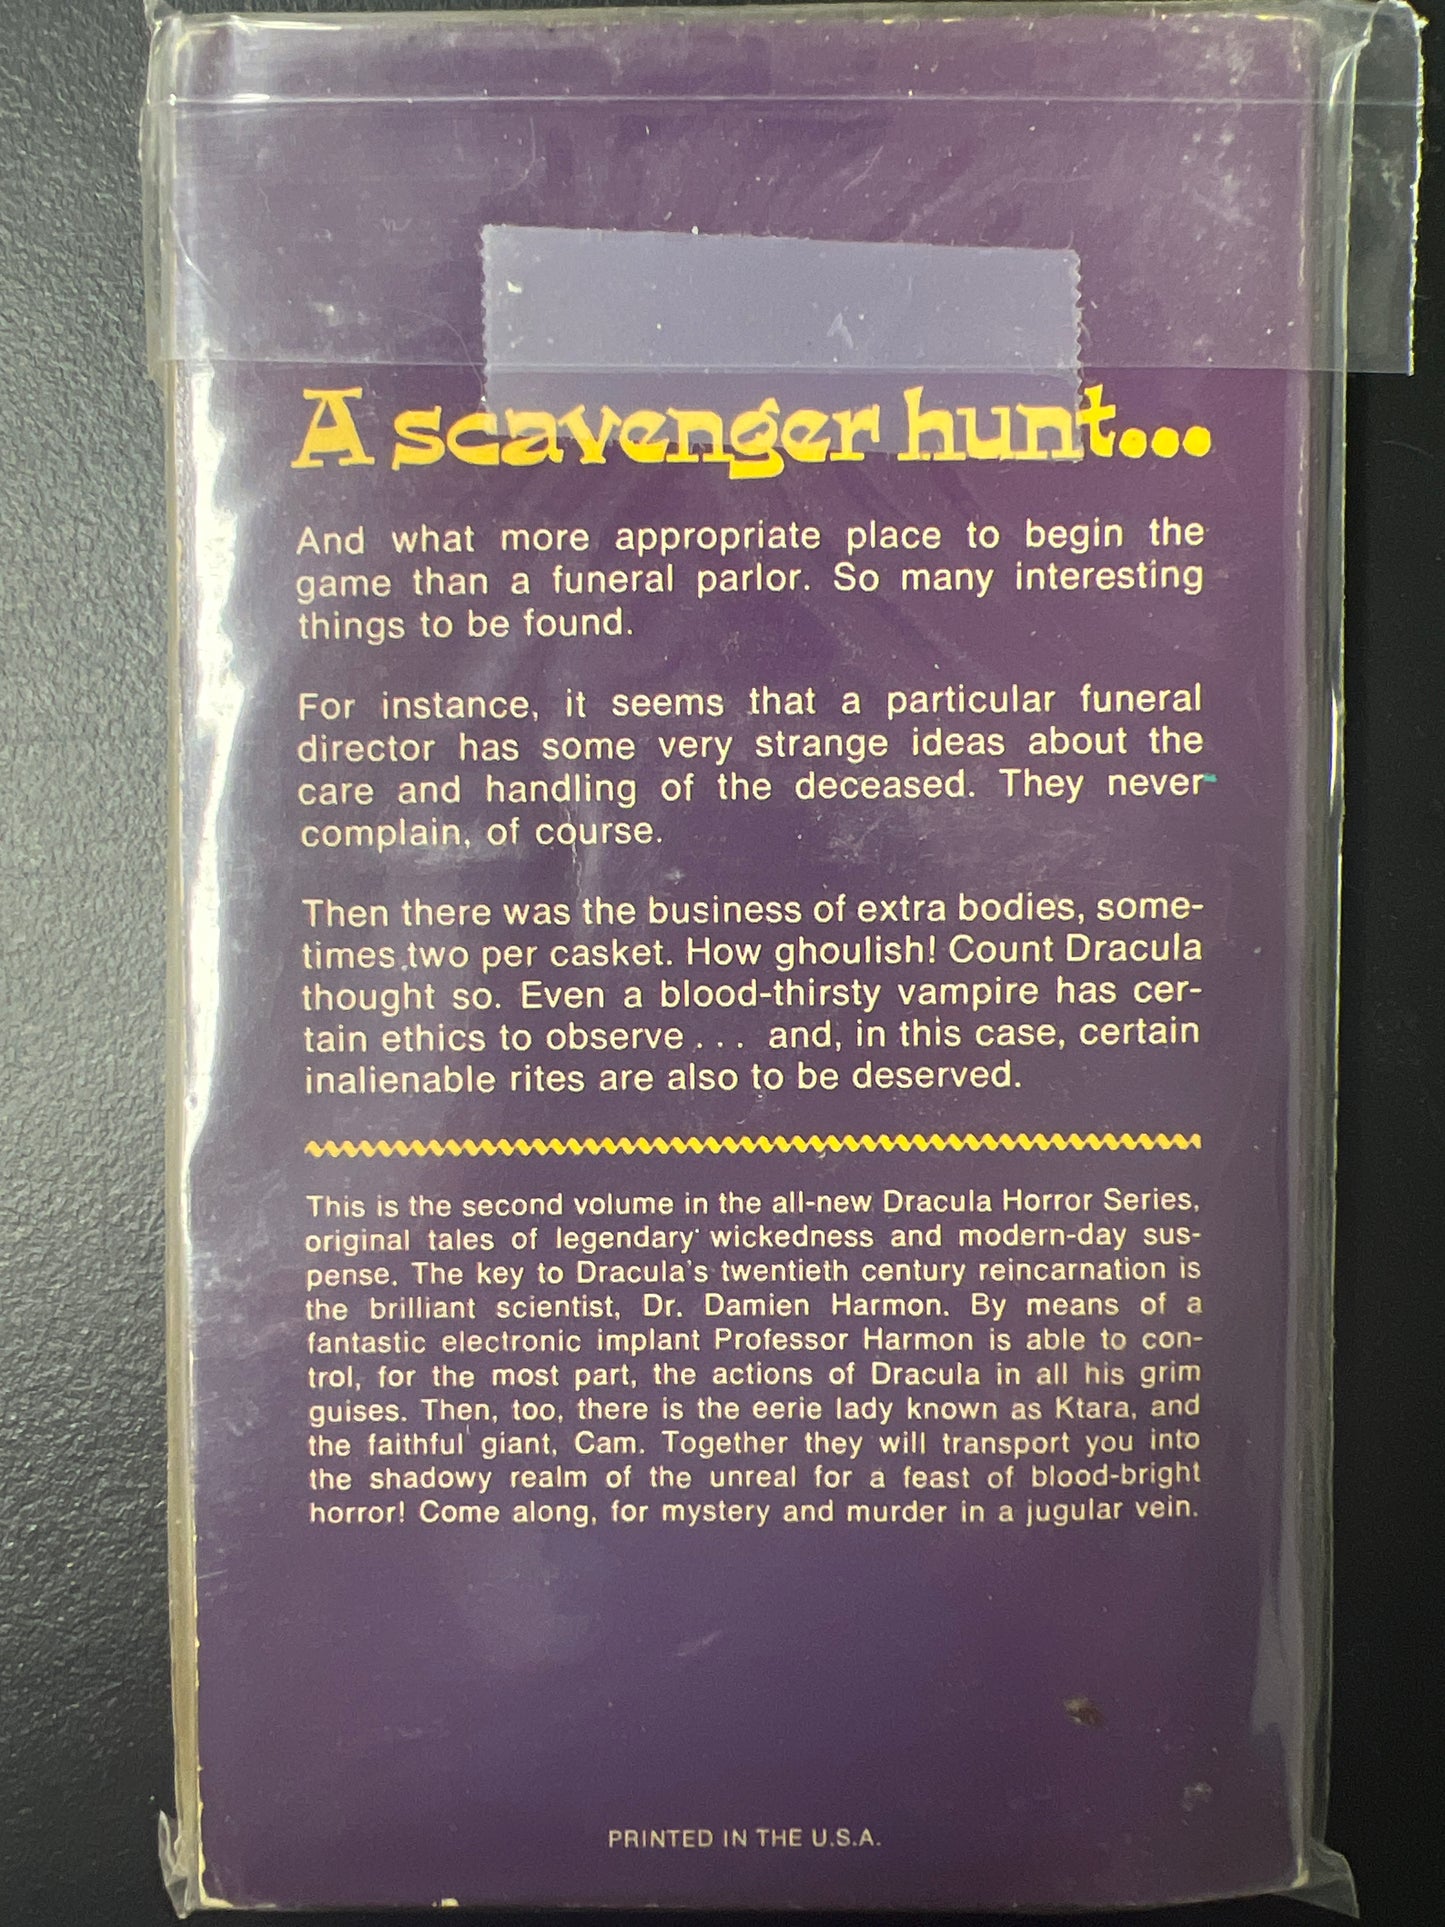 A scavenger hunt...
And what more appropriate place to begin the
game than a funeral parlor. So many interesting
things to be found.
For instance, it seems that a particular funeral
director has some very strange ideas about the
care and handling of the deceased. They never
complain, of course.
Then there was the business of extra bodies, some-
times two per casket. How ghoulish! Count Dracula
thought so. Even a blood-thirsty vampire has cer-
tain ethics to observe . . . and, in this case, certain
inalienable rites are also to be deserved.
This is the second volume in the all-new Dracula Horror Series,
original tales of legendary wickedness and modern-day sus-
pense. The key to Dracula's twentieth century reincarnation is
the brilliant scientist, Dr. Damien Harmon. By means of a
fantastic electronic implant Professor Harmon is able to con-
trol, for the most part, the actions of Dracula in all his grim
guises. Then, too, there is the eerie lady known as Ktara, and
the faithful giant, Cam. Together they will transport you into
the shadowy realm of the unreal for a feast of blood-bright
horror! Come along, for mystery and murder in a jugular vein.
PRINTED IN THE U.S.A.